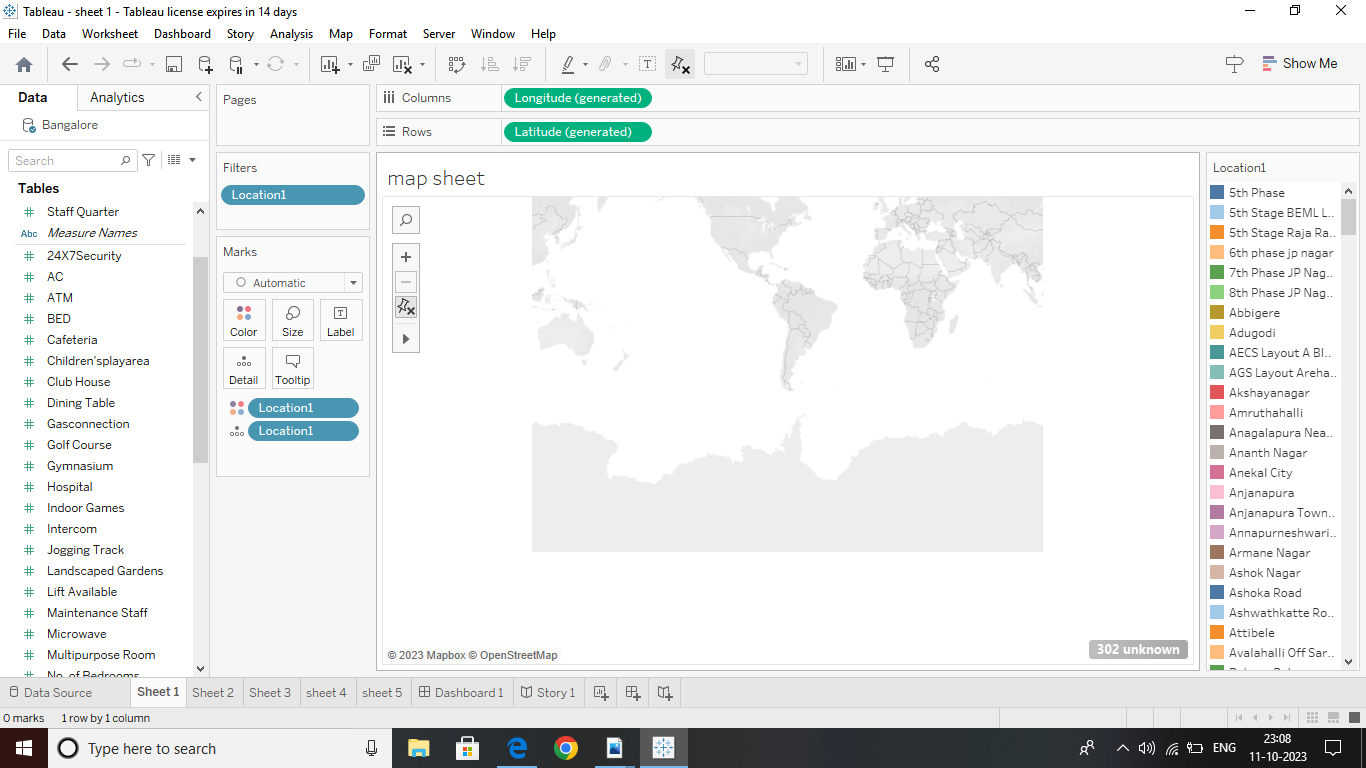 Tableau - sheet 1 - Tableau license expires in 14 days
File Data Worksheet Dashboard Story Analysis Map Format Server Window Help
Show Me
Data Analytics
Bangalore
Search
Tables
Staff Quarter
Abc Measure Names
24X7Security
AC
ATM
BED
Cafeteria
Children'splayarea
Club House
Dining Table
Gasconnection
Golf Course
Gymnasium
Hospital
Indoor Games
Intercom
Jogging Track
Landscaped Gardens
Lift Available
Maintenance Staff
Microwave
Multipurpose Room
No. of Bedrooms
Pages
Filters
Location1
Marks
Automatic
Color Size Label
Detail Tooltip
Location1
Location1
Columns Longitude (generated)
Rows Latitude (generated)
map sheet
© 2023 Mapbox © OpenStreetMap
302 unknown
Location1
5th Phase
5th Stage BEML L..
5th Stage Raja Ra..
6th phase jp nagar
7th Phase JP Nag..
8th Phase JP Nag..
Abbigere
Adugodi
AECS Layout A Bl..
AGS Layout Areha..
Akshayanagar
Amruthahalli
Anagalapura Nea..
Ananth Nagar
Anekal City
Anjanapura
Anjanapura Town..
Annapurneshwari..
Armane Nagar
Ashok Nagar
Ashoka Road
Ashwathkatte Ro..
Attibele
Avalahalli Off Sar..
Data Source Sheet 1 Sheet 2 Sheet 3 sheet 4 sheet 5 Dashboard 1 Story 1
0 marks 1 row by 1 column
Type here to search
ENG
23:08
11-10-2023